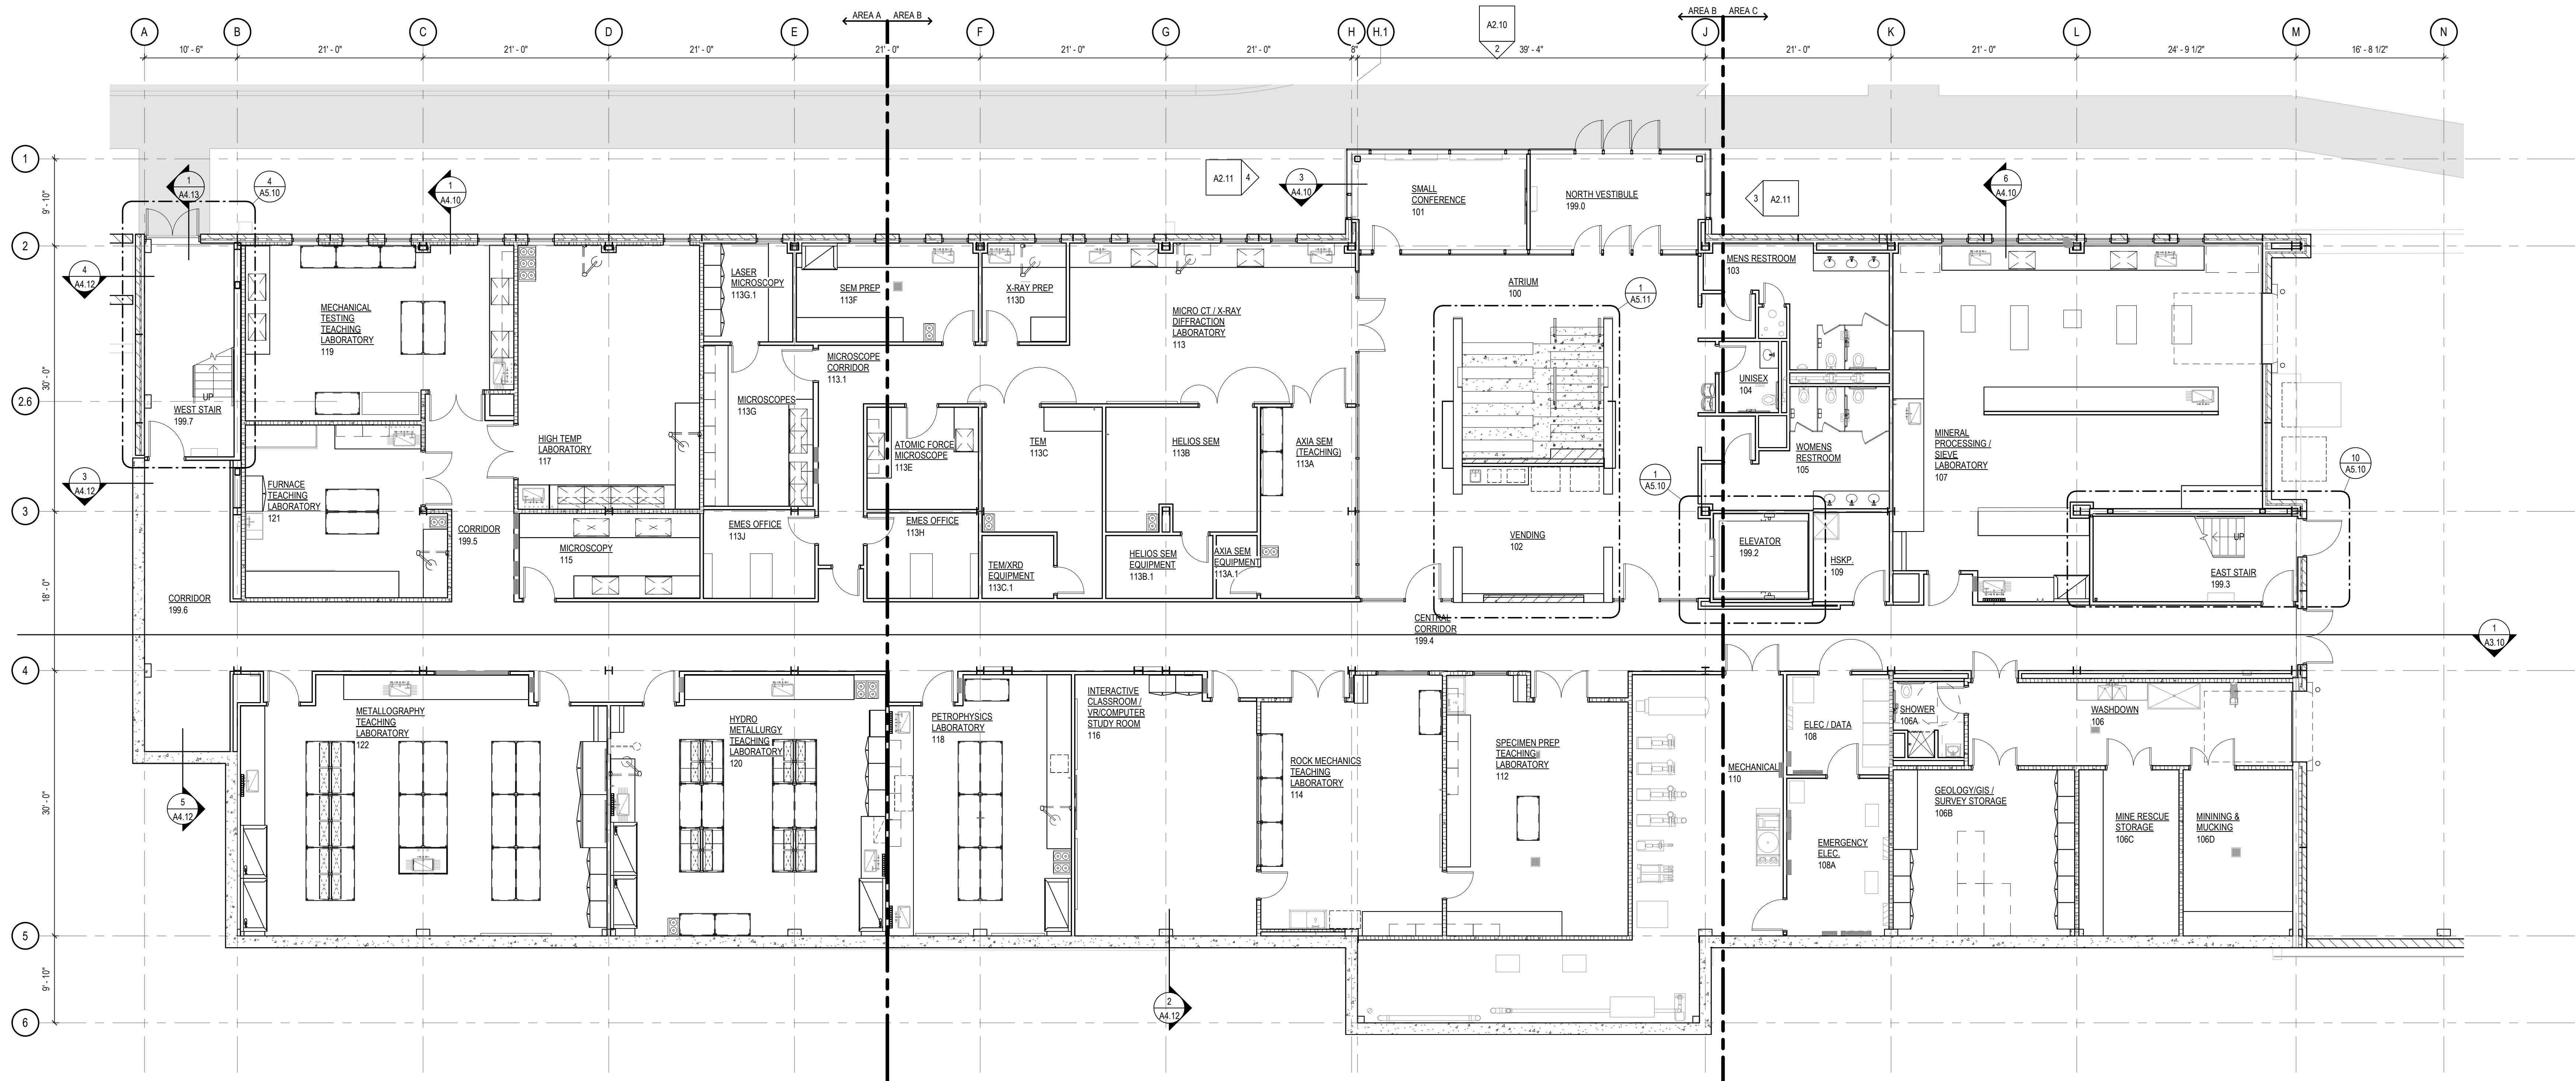 AREA A
AREA B
AREA B
AREA C
A2.10
2
A
B
C
D
E
F
G
H
H.1
J
K
L
M
N
10' - 6"
21' - 0"
21' - 0"
21' - 0"
21' - 0"
21' - 0"
21' - 0"
8"
39' - 4"
21' - 0"
21' - 0"
24' - 9 1/2"
16' - 8 1/2"
1
2
2.6
3
4
5
6
9' - 10"
30' - 0"
18' - 0"
30' - 0"
9' - 10"
1
A4.13
4
A5.10
1
A4.10
A2.11
4
3
A4.10
3
A2.11
6
A4.10
4
A4.12
3
A4.12
5
A4.12
2
A4.12
1
A5.11
1
A5.10
10
A5.10
1
A3.10
SMALL
CONFERENCE
101
NORTH VESTIBULE
199.0
MENS RESTROOM
103
LASER
MICROSCOPY
113G.1
SEM PREP
113F
X-RAY PREP
113D
ATRIUM
100
MECHANICAL
TESTING
TEACHING
LABORATORY
119
MICRO CT / X-RAY
DIFFRACTION
LABORATORY
113
MICROSCOPE
CORRIDOR
113.1
UNISEX
104
UP
WEST STAIR
199.7
MICROSCOPES
113G
HIGH TEMP
LABORATORY
117
ATOMIC FORCE
MICROSCOPE
113E
TEM
113C
HELIOS SEM
113B
AXIA SEM
(TEACHING)
113A
WOMENS
RESTROOM
105
MINERAL
PROCESSING /
SIEVE
LABORATORY
107
FURNACE
TEACHING
LABORATORY
121
CORRIDOR
199.5
MICROSCOPY
115
EMES OFFICE
113J
EMES OFFICE
113H
TEM/XRD
EQUIPMENT
113C.1
HELIOS SEM
EQUIPMENT
113B.1
AXIA SEM
EQUIPMENT
113A.1
VENDING
102
ELEVATOR
199.2
HSKP.
109
UP
EAST STAIR
199.3
CORRIDOR
199.6
CENTRAL
CORRIDOR
199.4
METALLOGRAPHY
TEACHING
LABORATORY
122
HYDRO
METALLURGY
TEACHING
LABORATORY
120
PETROPHYSICS
LABORATORY
118
INTERACTIVE
CLASSROOM /
VR/COMPUTER
STUDY ROOM
116
ROCK MECHANICS
TEACHING
LABORATORY
114
SPECIMEN PREP
TEACHING
LABORATORY
112
MECHANICAL
110
ELEC / DATA
108
SHOWER
106A
WASHDOWN
106
EMERGENCY
ELEC.
108A
GEOLOGY/GIS /
SURVEY STORAGE
106B
MINE RESCUE
STORAGE
106C
MINING &
MUCKING
106D